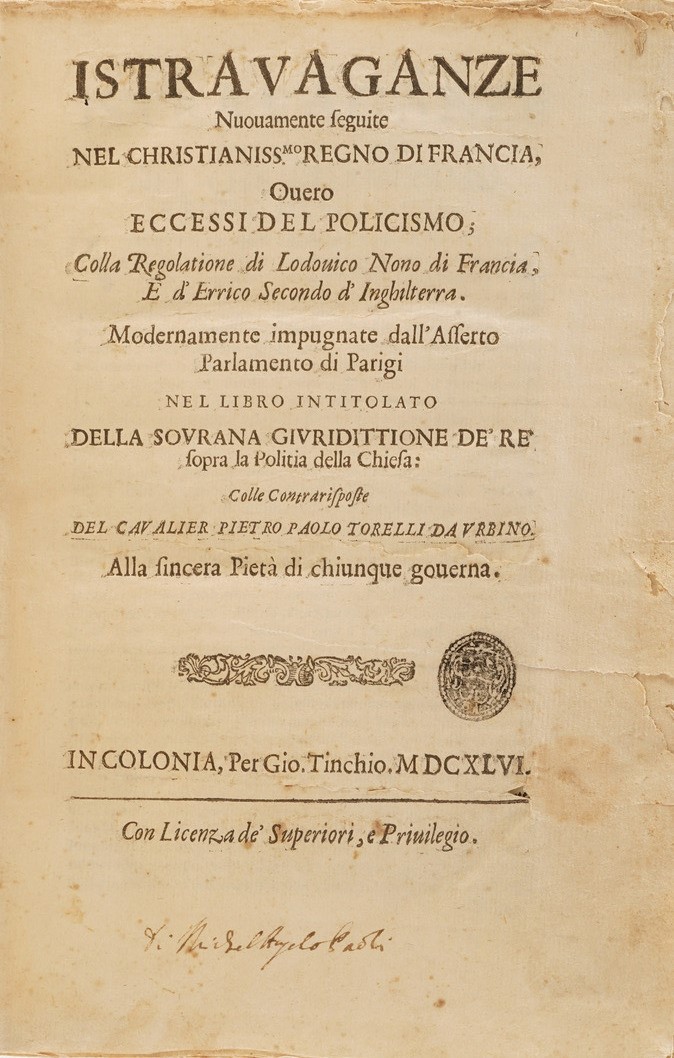 ISTRAVAGANZE
Nuouamente ſeguite
NEL CHRISTIANISS.MO REGNO DI FRANCIA,
Ouero
ECCESSI DEL POLICISMO;
Colla Regolatione di Lodouico Nono di Francia,
E d'Errico Secondo d'Inghilterra.
Modernamente impugnate dall'Aſſerto
Parlamento di Parigi
NEL LIBRO INTITOLATO
DELLA SOVRANA GIVRIDITTIONE DE' RE'
ſopra la Politia della Chieſa:
Colle Contrariſpoſte
DEL CAVALIER PIETRO PAOLO TORELLI DA VRBINO.
Alla ſincera Pietà di chiunque gouerna.
IN COLONIA, Per Gio. Tinchio. MDCXLVI.
Con Licenza de' Superiori, e Priuilegio.
Di MichelAngelo Paoli